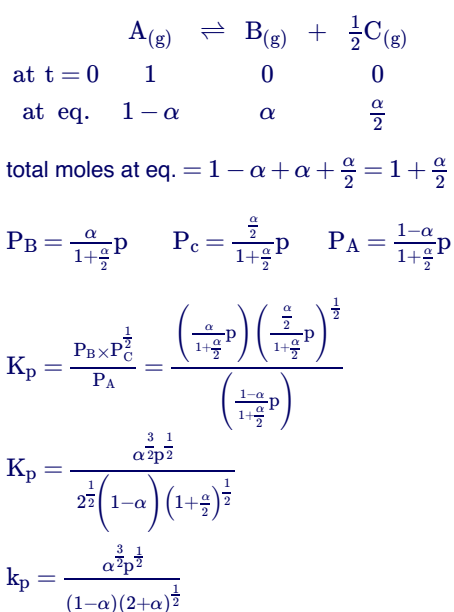 A(g) ⇌ B(g) + 1/2 C(g)
at t = 0 1 0 0
at eq. 1 − α α α/2
total moles at eq. = 1 − α + α + α/2 = 1 + α/2
P_B = α/(1+α/2) p P_c = (α/2)/(1+α/2) p P_A = (1−α)/(1+α/2) p
K_p = (P_B × P_C^(1/2))/P_A = ((α/(1+α/2) p) ((α/2)/(1+α/2) p)^(1/2))/((1−α)/(1+α/2) p)
K_p = (α^(3/2) p^(1/2))/(2^(1/2) (1−α) (1+α/2)^(1/2))
k_p = (α^(3/2) p^(1/2))/((1−α)(2+α)^(1/2))